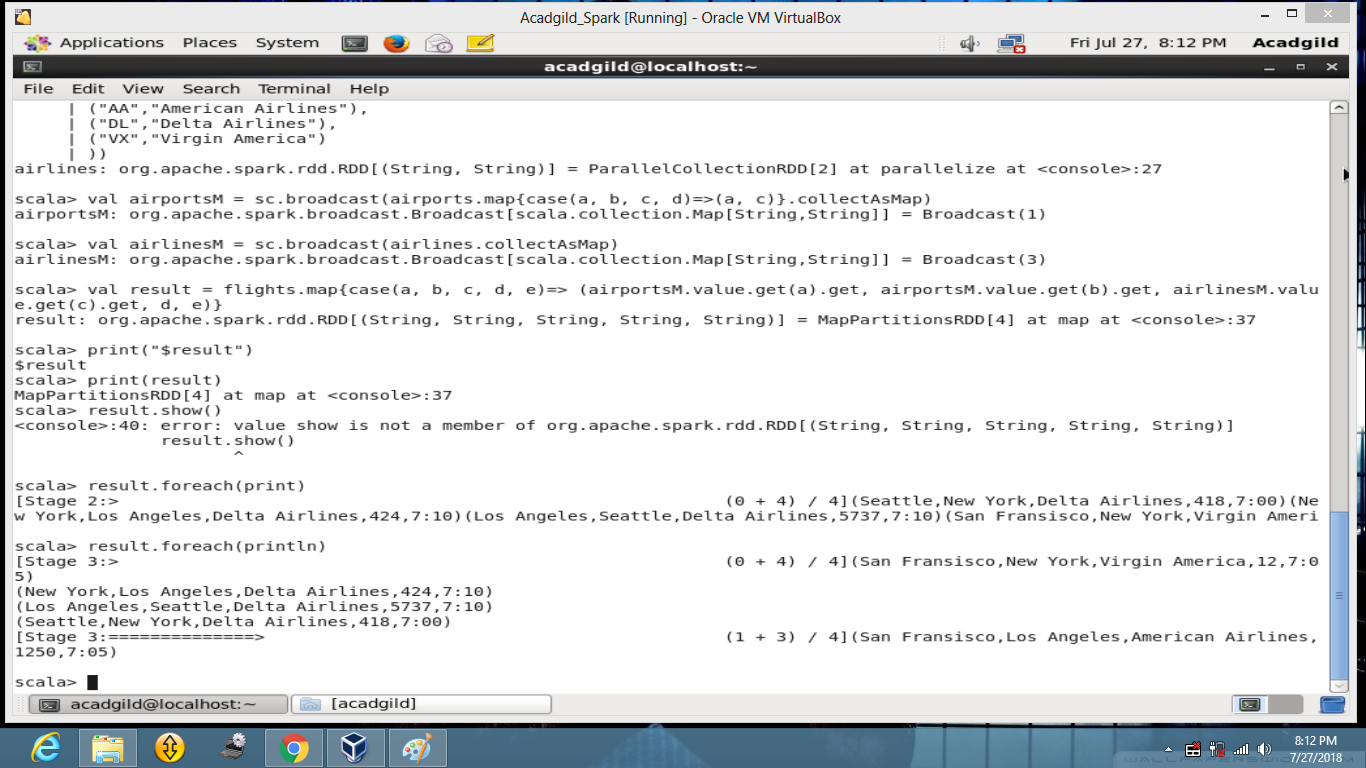 Acadgild_Spark [Running] - Oracle VM VirtualBox
Applications Places System Fri Jul 27, 8:12 PM Acadgild
acadgild@localhost:~
File Edit View Search Terminal Help
| ("AA","American Airlines"),
| ("DL","Delta Airlines"),
| ("VX","Virgin America")
| ))
airlines: org.apache.spark.rdd.RDD[(String, String)] = ParallelCollectionRDD[2] at parallelize at <console>:27
scala> val airportsM = sc.broadcast(airports.map{case(a, b, c, d)=>(a, c)}.collectAsMap)
airportsM: org.apache.spark.broadcast.Broadcast[scala.collection.Map[String,String]] = Broadcast(1)
scala> val airlinesM = sc.broadcast(airlines.collectAsMap)
airlinesM: org.apache.spark.broadcast.Broadcast[scala.collection.Map[String,String]] = Broadcast(3)
scala> val result = flights.map{case(a, b, c, d, e)=> (airportsM.value.get(a).get, airportsM.value.get(b).get, airlinesM.valu
e.get(c).get, d, e)}
result: org.apache.spark.rdd.RDD[(String, String, String, String, String)] = MapPartitionsRDD[4] at map at <console>:37
scala> print("$result")
$result
scala> print(result)
MapPartitionsRDD[4] at map at <console>:37
scala> result.show()
<console>:40: error: value show is not a member of org.apache.spark.rdd.RDD[(String, String, String, String, String)]
result.show()
^
scala> result.foreach(print)
[Stage 2:> (0 + 4) / 4](Seattle,New York,Delta Airlines,418,7:00)(Ne
w York,Los Angeles,Delta Airlines,424,7:10)(Los Angeles,Seattle,Delta Airlines,5737,7:10)(San Fransisco,New York,Virgin Ameri
scala> result.foreach(println)
[Stage 3:> (0 + 4) / 4](San Fransisco,New York,Virgin America,12,7:0
5)
(New York,Los Angeles,Delta Airlines,424,7:10)
(Los Angeles,Seattle,Delta Airlines,5737,7:10)
(Seattle,New York,Delta Airlines,418,7:00)
[Stage 3:==============> (1 + 3) / 4](San Fransisco,Los Angeles,American Airlines,
1250,7:05)
scala>
acadgild@localhost:~ [acadgild]
8:12 PM
7/27/2018